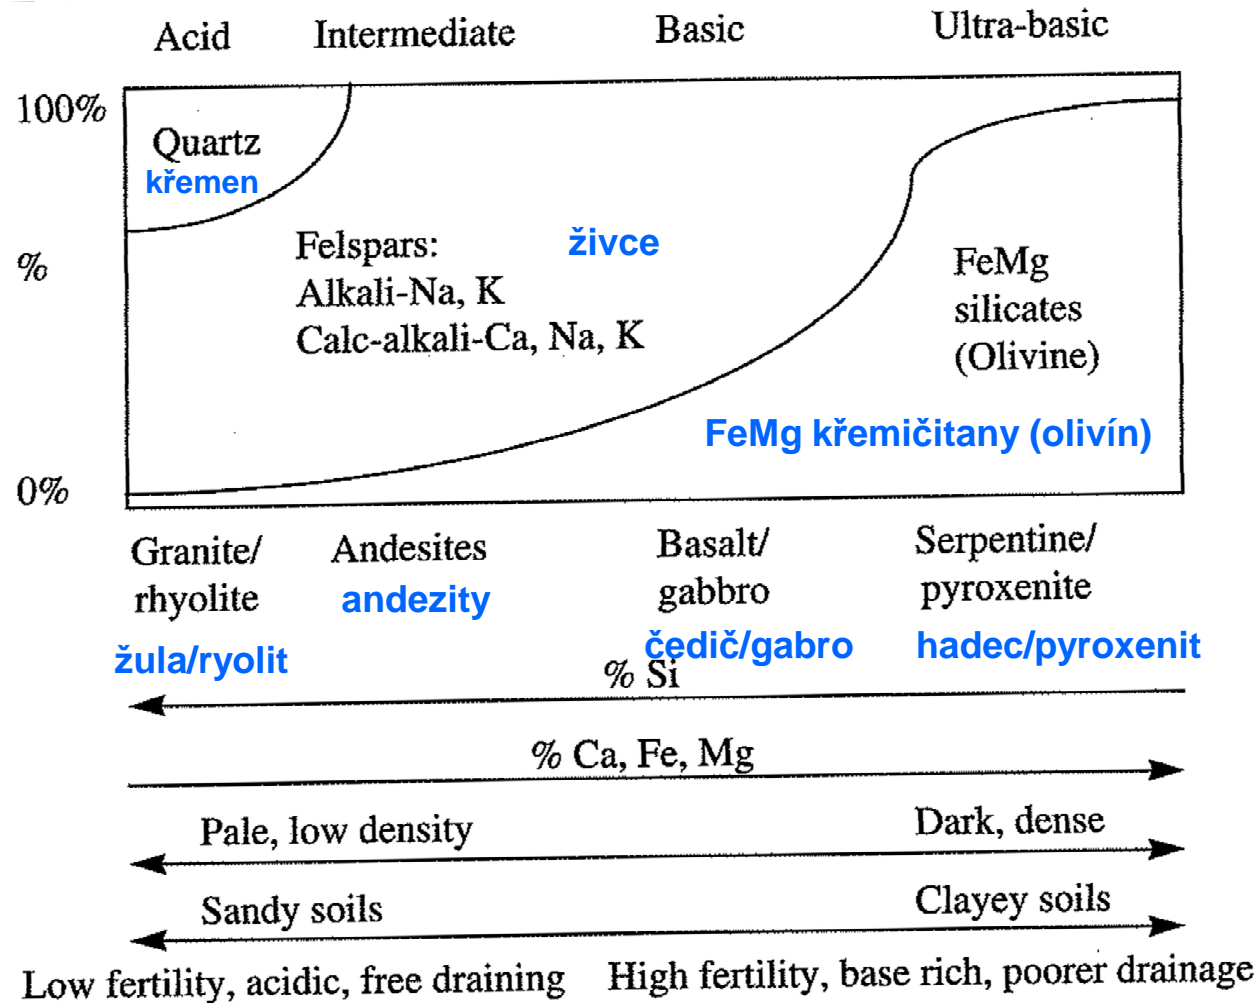 Acid Intermediate Basic Ultra-basic
100%
Quartz
křemen
%
Felspars:
Alkali-Na, K
Calc-alkali-Ca, Na, K
živce
FeMg
silicates
(Olivine)
FeMg křemičitany (olivín)
0%
Granite/
rhyolite
žula/ryolit
Andesites
andezity
Basalt/
gabbro
čedič/gabro
Serpentine/
pyroxenite
hadec/pyroxenit
% Si
% Ca, Fe, Mg
Pale, low density Dark, dense
Sandy soils Clayey soils
Low fertility, acidic, free draining High fertility, base rich, poorer drainage